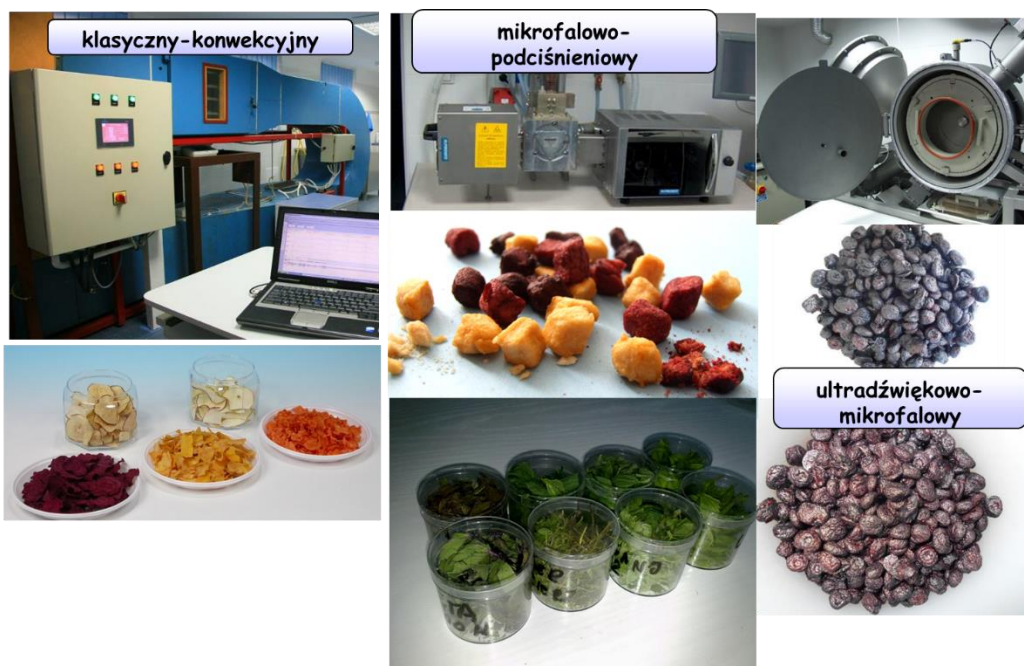 klasyczny-konwekcyjny
mikrofalowo-
podciśnieniowy
ultradźwiękowo-
mikrofalowy